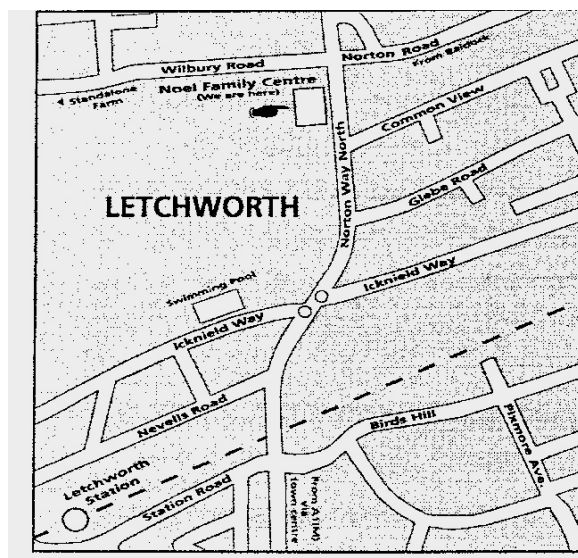 Wilbury Road
Norton Road
From Baldock
Standalone
Farm
Noel Family Centre
(We are here)
Common View
Norton Way North
Glebe Road
LETCHWORTH
Icknield Way
Swimming Pool
Icknield Way
Nevells Road
Birds Hill
Pixmore Ave.
Letchworth
Station
Station Road
From A1(M)
via
town centre